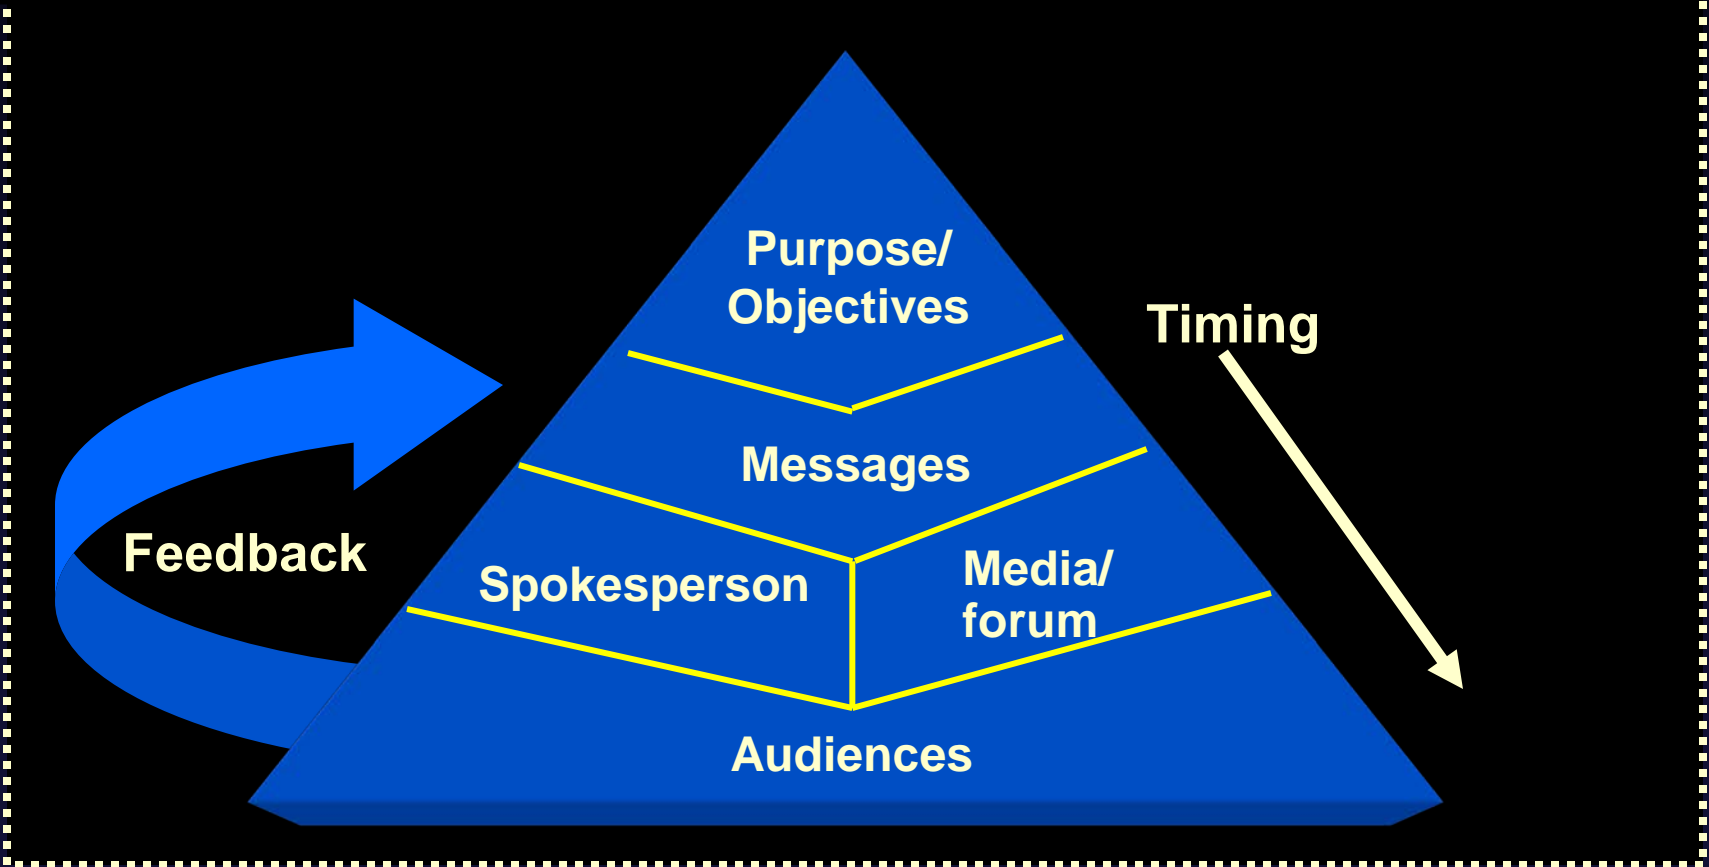 Purpose/
Objectives
Timing
Messages
Feedback
Spokesperson
Media/
forum
Audiences